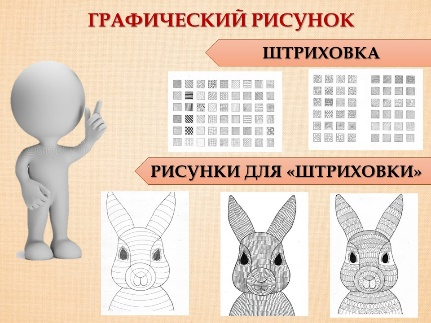 ГРАФИЧЕСКИЙ РИСУНОК
ШТРИХОВКА
РИСУНКИ ДЛЯ «ШТРИХОВКИ»